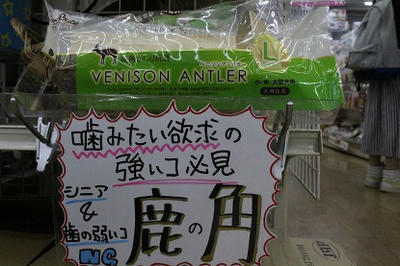 VENISON ANTLER
L
噛みたい欲求の
強いコ必見
シニア
&
歯の弱いコ
NG
鹿の角
dbf